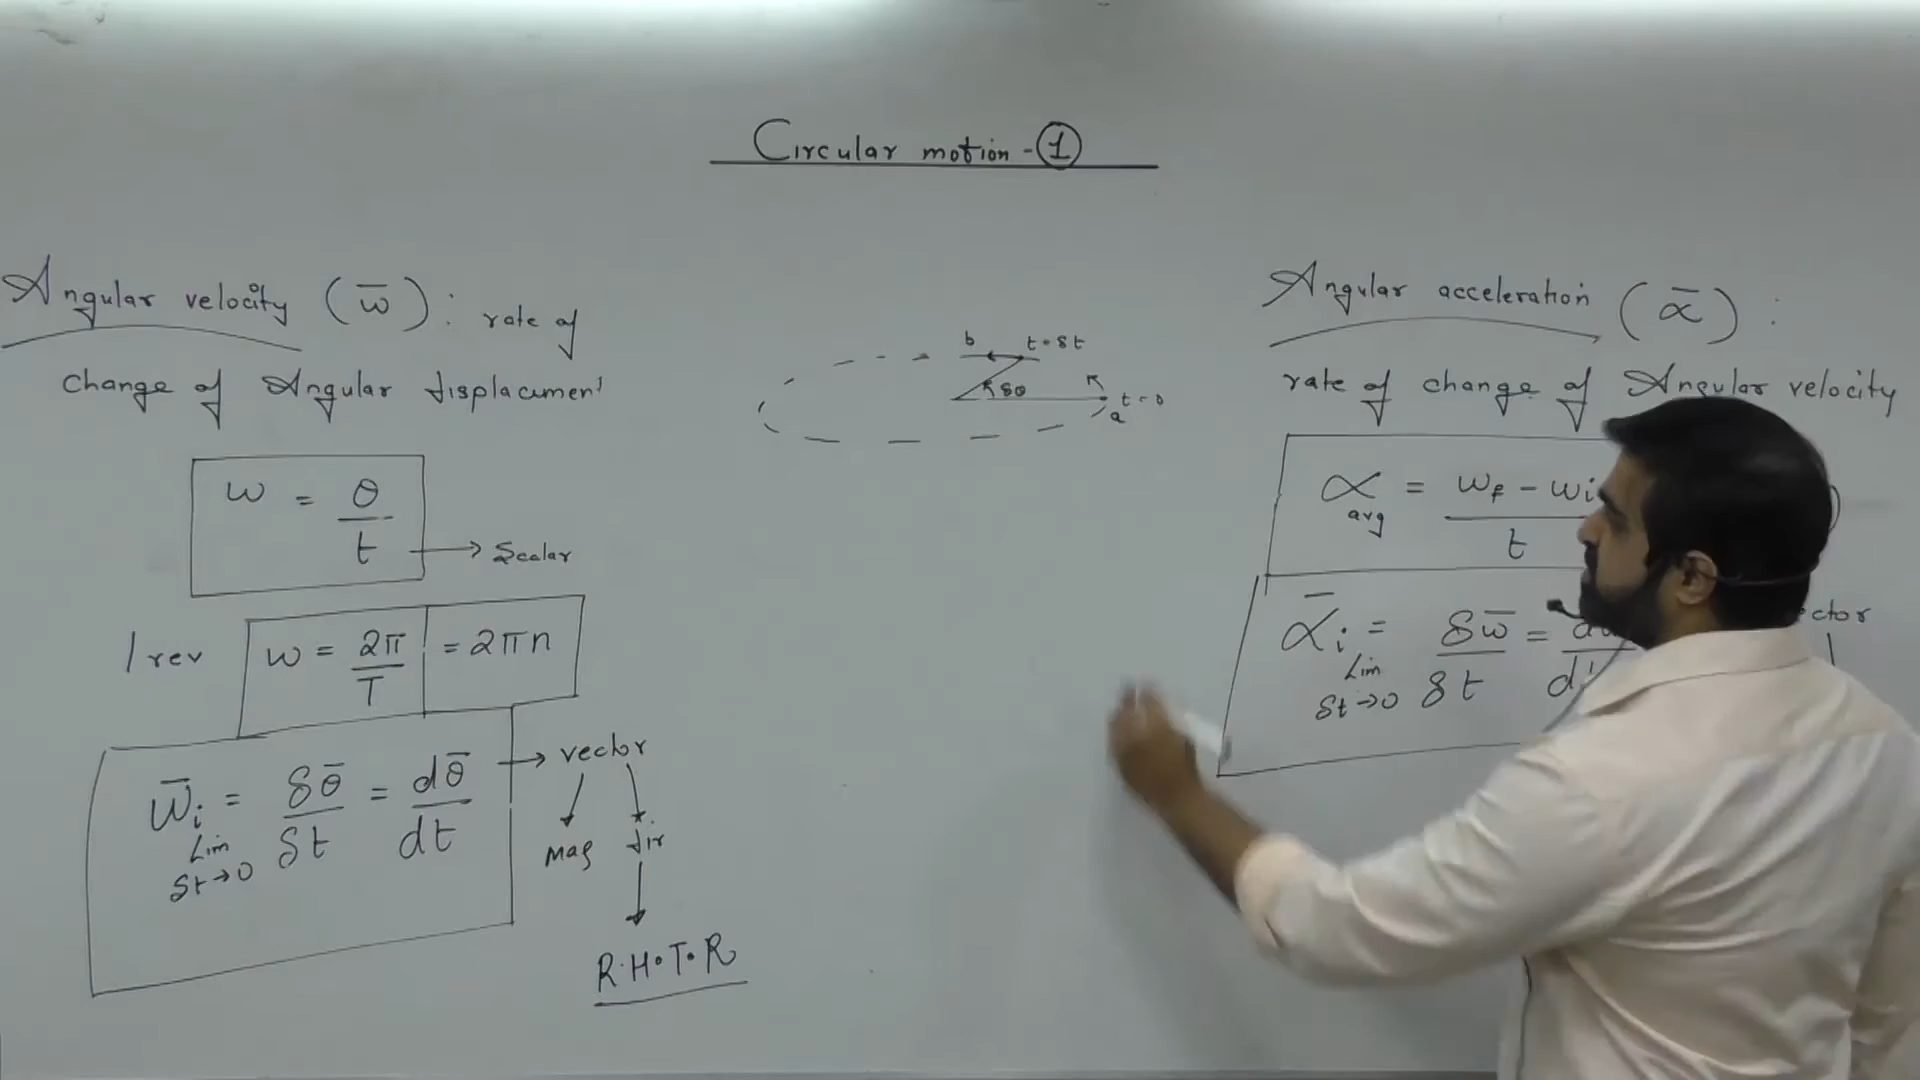 Circular motion - 1
Angular velocity (ω̄) : rate of
change of Angular displacement
ω = θ / t → Scalar
1 rev ω = 2π / T = 2πn
ω̄i = δθ̄ / δt = dθ̄ / dt → vector
Lim
δt→0
mag dir
R.H.T.R
b t = δt
δθ
t = 0
a
Angular acceleration (ᾱ) :
rate of change of Angular velocity
α avg = ωf - ωi / t
ᾱi = δω̄ / δt =
Lim
δt→0